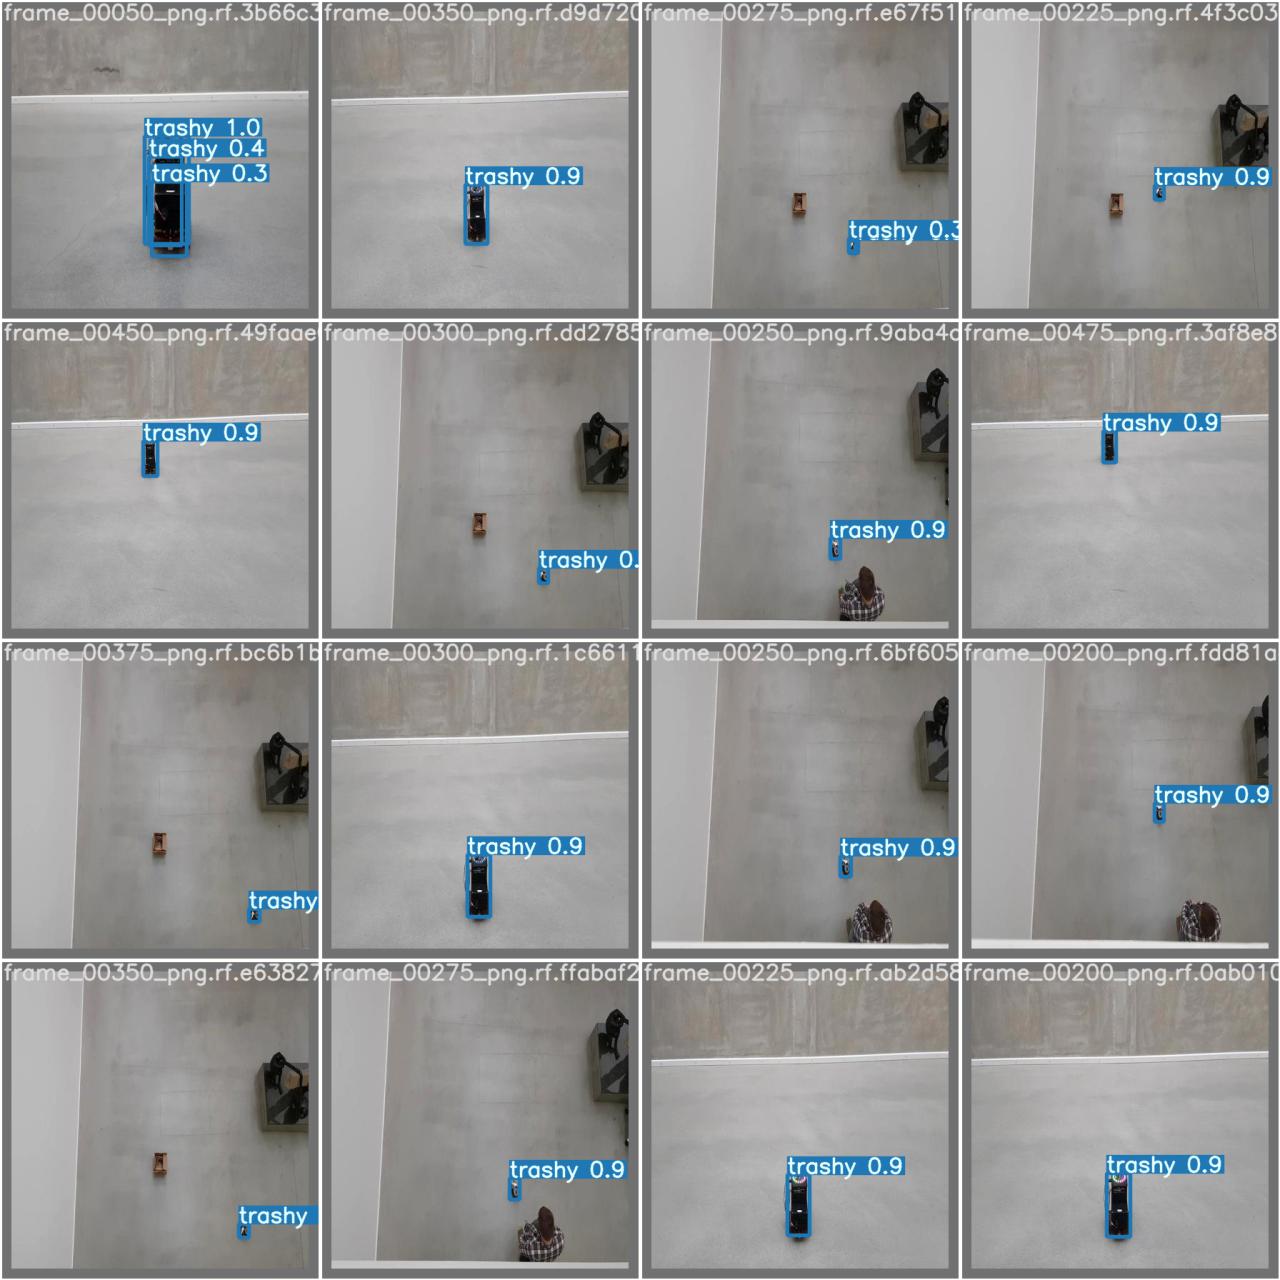 frame_00050_png.rf.3b66c3
trashy 1.0
trashy 0.4
trashy 0.3
frame_00350_png.rf.d9d720
trashy 0.9
frame_00275_png.rf.e67f51
trashy 0.3
frame_00225_png.rf.4f3c03
trashy 0.9
frame_00450_png.rf.49faae
trashy 0.9
frame_00300_png.rf.dd2785
trashy 0.
frame_00250_png.rf.9aba4c
trashy 0.9
frame_00475_png.rf.3af8e8
trashy 0.9
frame_00375_png.rf.bc6b1b
trashy
frame_00300_png.rf.1c6611
trashy 0.9
frame_00250_png.rf.6bf605
trashy 0.9
frame_00200_png.rf.fdd81a
trashy 0.9
frame_00350_png.rf.e63827
trashy
frame_00275_png.rf.ffabaf2
trashy 0.9
frame_00225_png.rf.ab2d58
trashy 0.9
frame_00200_png.rf.0ab010
trashy 0.9